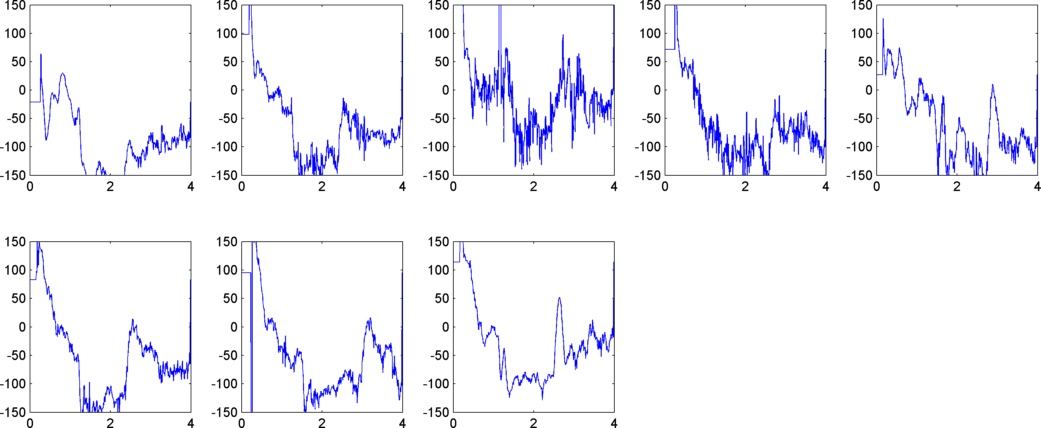 150 150 150 150 150
100 100 100 100 100
50 50 50 50 50
0 0 0 0 0
-50 -50 -50 -50 -50
-100 -100 -100 -100 -100
-150 -150 -150 -150 -150
0 2 4 0 2 4 0 2 4 0 2 4 0 2 4
150 150 150
100 100 100
50 50 50
0 0 0
-50 -50 -50
-100 -100 -100
-150 -150 -150
0 2 4 0 2 4 0 2 4